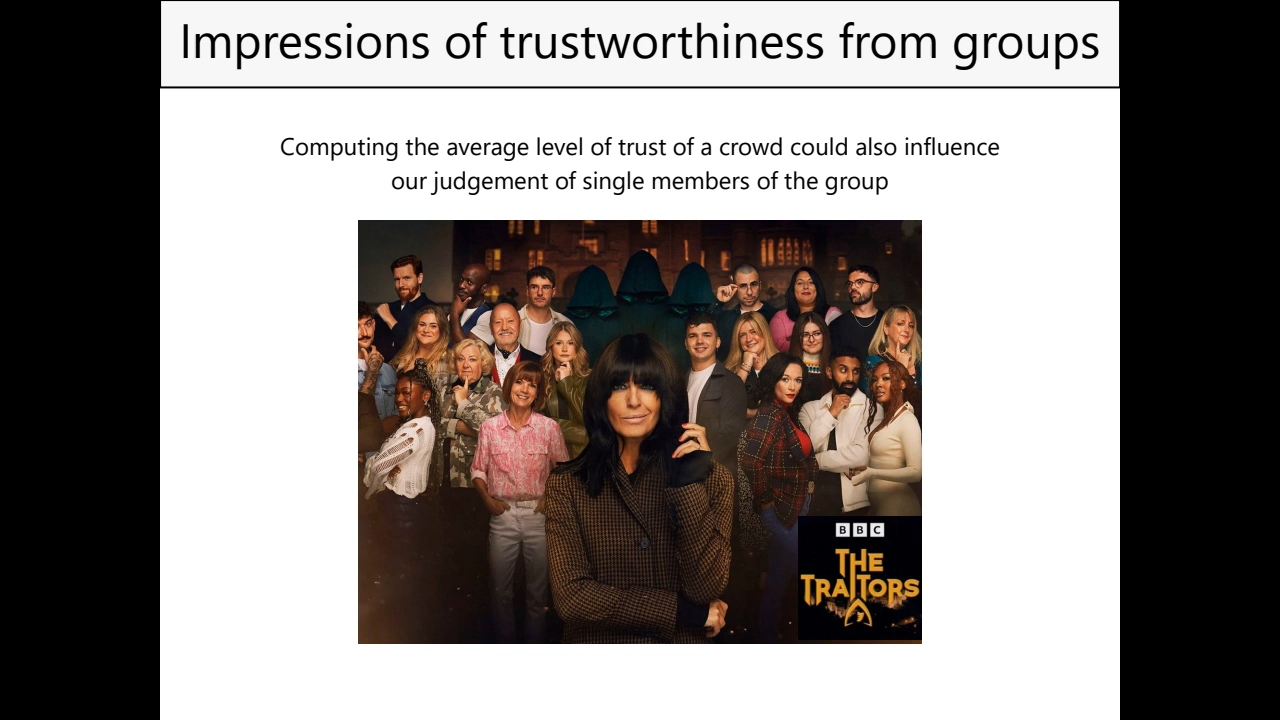 Impressions of trustworthiness from groups
Computing the average level of trust of a crowd could also influence
our judgement of single members of the group
BBC
THE
TRAITORS